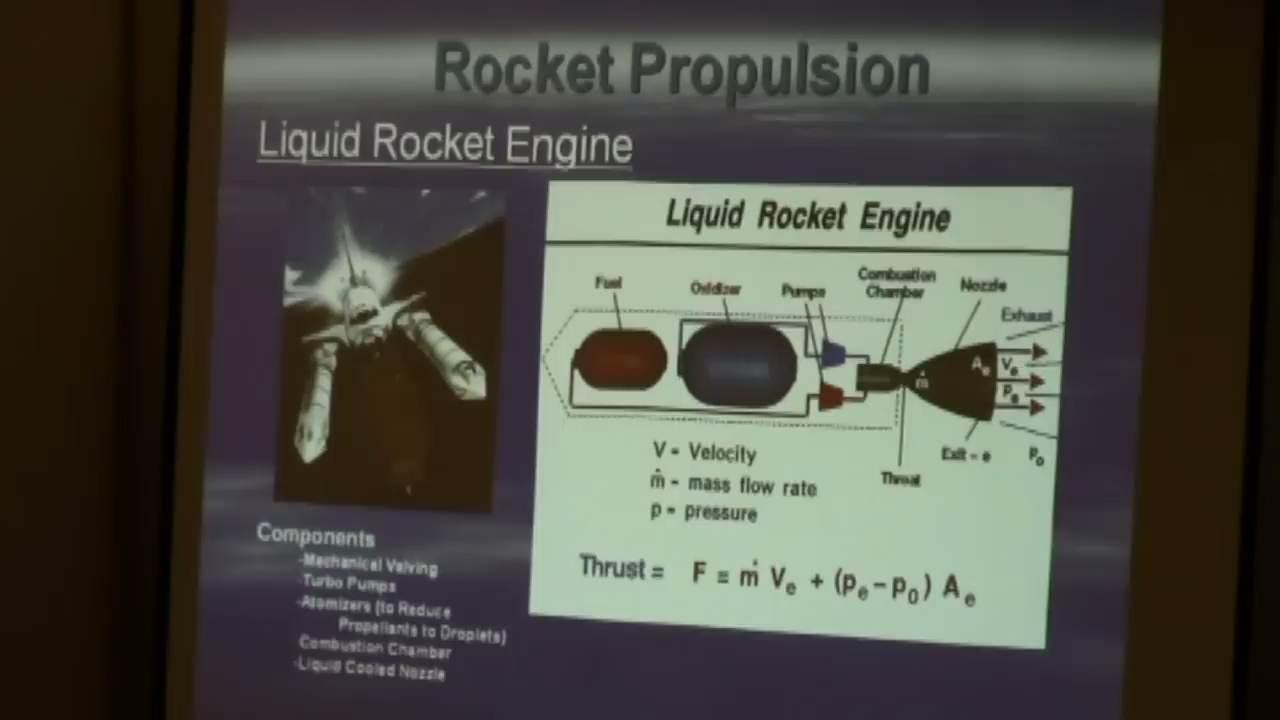 Rocket Propulsion
Liquid Rocket Engine
Liquid Rocket Engine
Fuel
Oxidizer
Pumps
Combustion
Chamber
Nozzle
Exhaust
ṁ
Ae
Ve
pe
Exit - e
p0
Throat
V - Velocity
ṁ - mass flow rate
p - pressure
Thrust = F = ṁ Ve + (pe - p0) Ae
Components
-Mechanical Valving
-Turbo Pumps
-Atomizers (to Reduce
Propellants to Droplets)
Combustion Chamber
-Liquid Cooled Nozzle